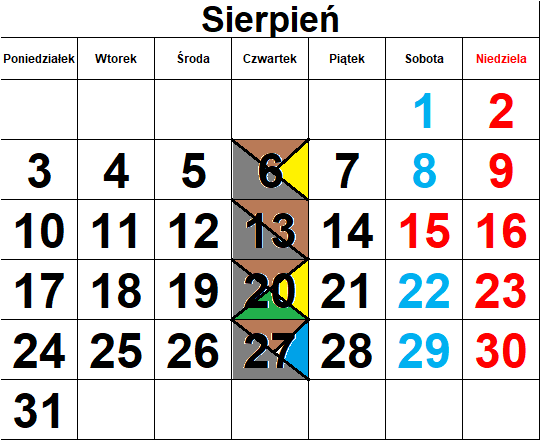 Sierpień
Poniedziałek Wtorek Środa Czwartek Piątek Sobota Niedziela
1 2
3 4 5 6 7 8 9
10 11 12 13 14 15 16
17 18 19 20 21 22 23
24 25 26 27 28 29 30
31